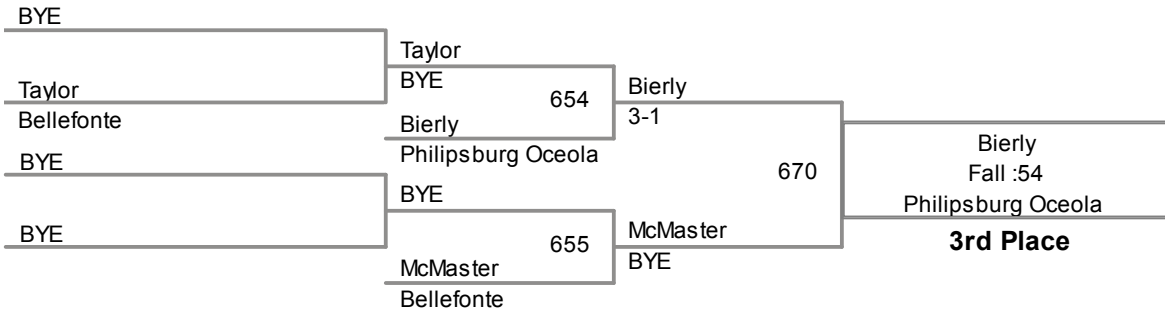 BYE
Taylor
Bellefonte
BYE
BYE
Taylor
BYE
654
Bierly
Philipsburg Oceola
BYE
655
McMaster
Bellefonte
Bierly
3-1
670
McMaster
BYE
Bierly
Fall :54
Philipsburg Oceola
3rd Place